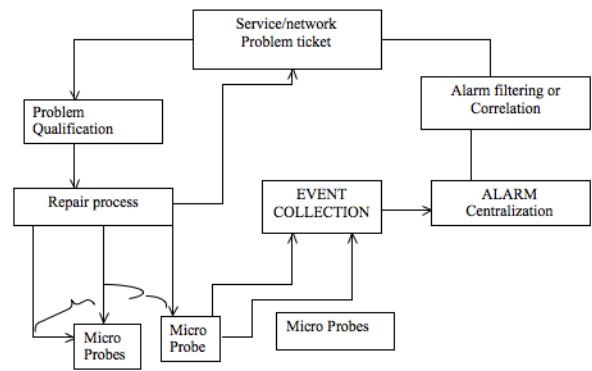 Service/network
Problem ticket
Alarm filtering or
Correlation
Problem
Qualification
Repair process
EVENT
COLLECTION
ALARM
Centralization
Micro
Probes
Micro
Probe
Micro Probes